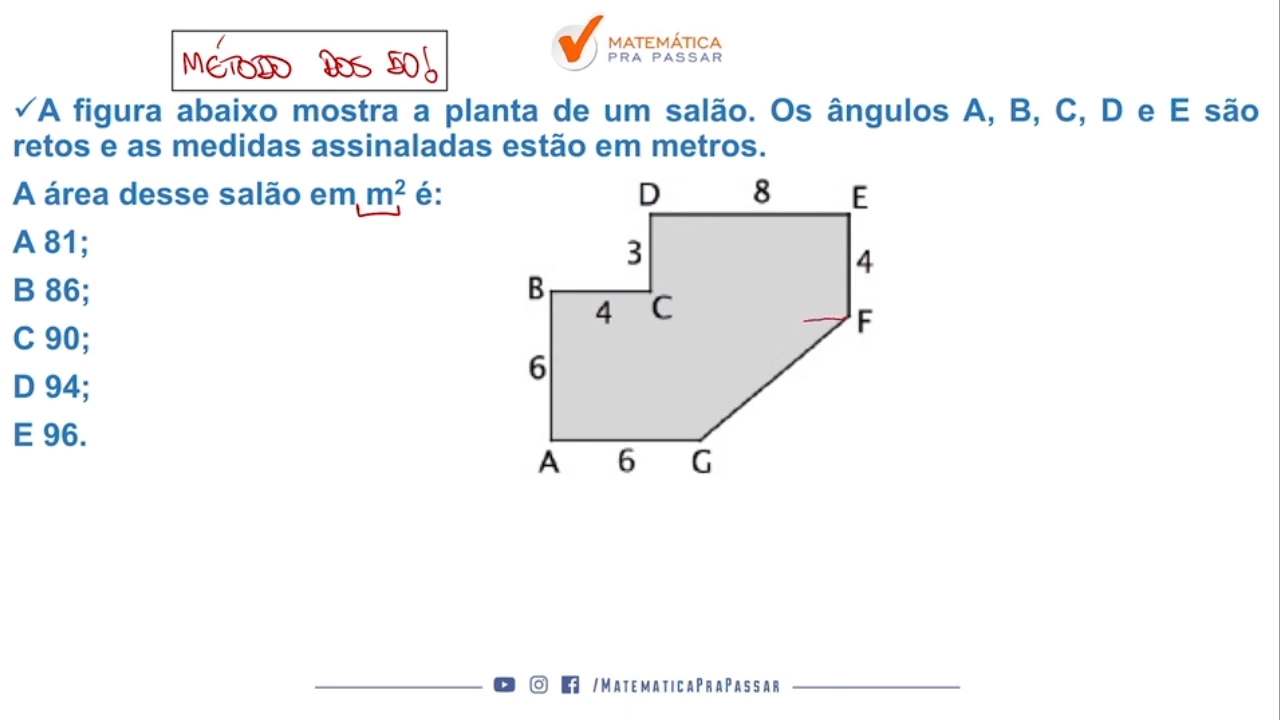 MÉTODO DOS 50!
MATEMÁTICA
PRA PASSAR
✓A figura abaixo mostra a planta de um salão. Os ângulos A, B, C, D e E são
retos e as medidas assinaladas estão em metros.
A área desse salão em m² é:
A 81;
B 86;
C 90;
D 94;
E 96.
D 8 E
3 4
B 4 C F
6
A 6 G
/MATEMATICAPRAPASSAR